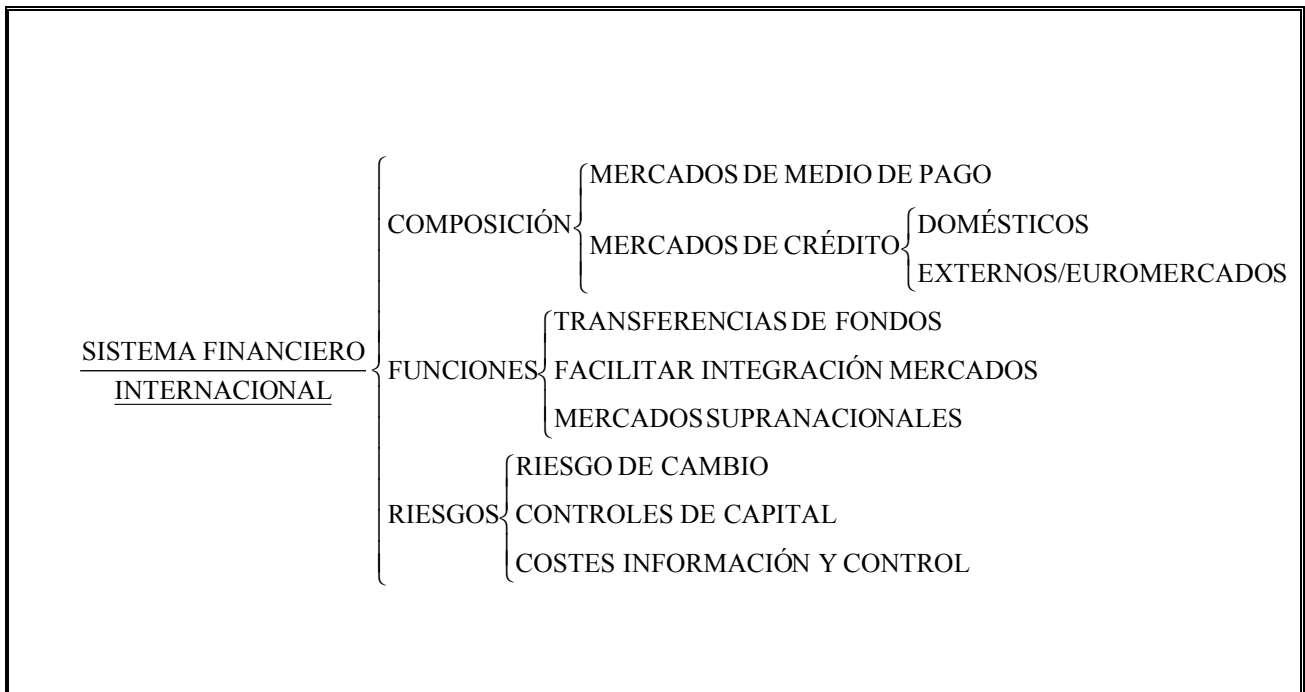 SISTEMA FINANCIERO
INTERNACIONAL
COMPOSICIÓN
MERCADOS DE MEDIO DE PAGO
MERCADOS DE CRÉDITO
DOMÉSTICOS
EXTERNOS/EUROMERCADOS
FUNCIONES
TRANSFERENCIAS DE FONDOS
FACILITAR INTEGRACIÓN MERCADOS
MERCADOS SUPRANACIONALES
RIESGOS
RIESGO DE CAMBIO
CONTROLES DE CAPITAL
COSTES INFORMACIÓN Y CONTROL